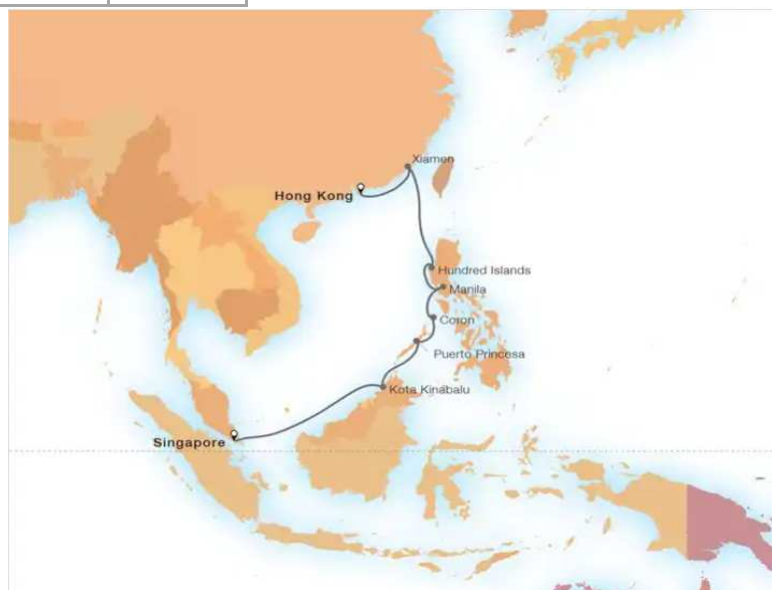 Xiamen
Hong Kong
Hundred Islands
Manila
Coron
Puerto Princesa
Kota Kinabalu
Singapore